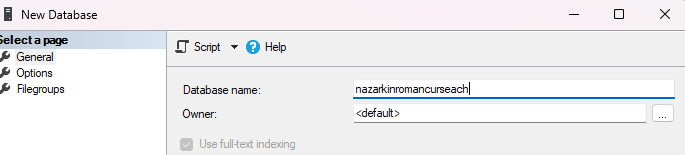 New Database
Select a page
General
Options
Filegroups
Script
Help
Database name:
nazarkinromancurseach
Owner:
<default>
...
Use full-text indexing